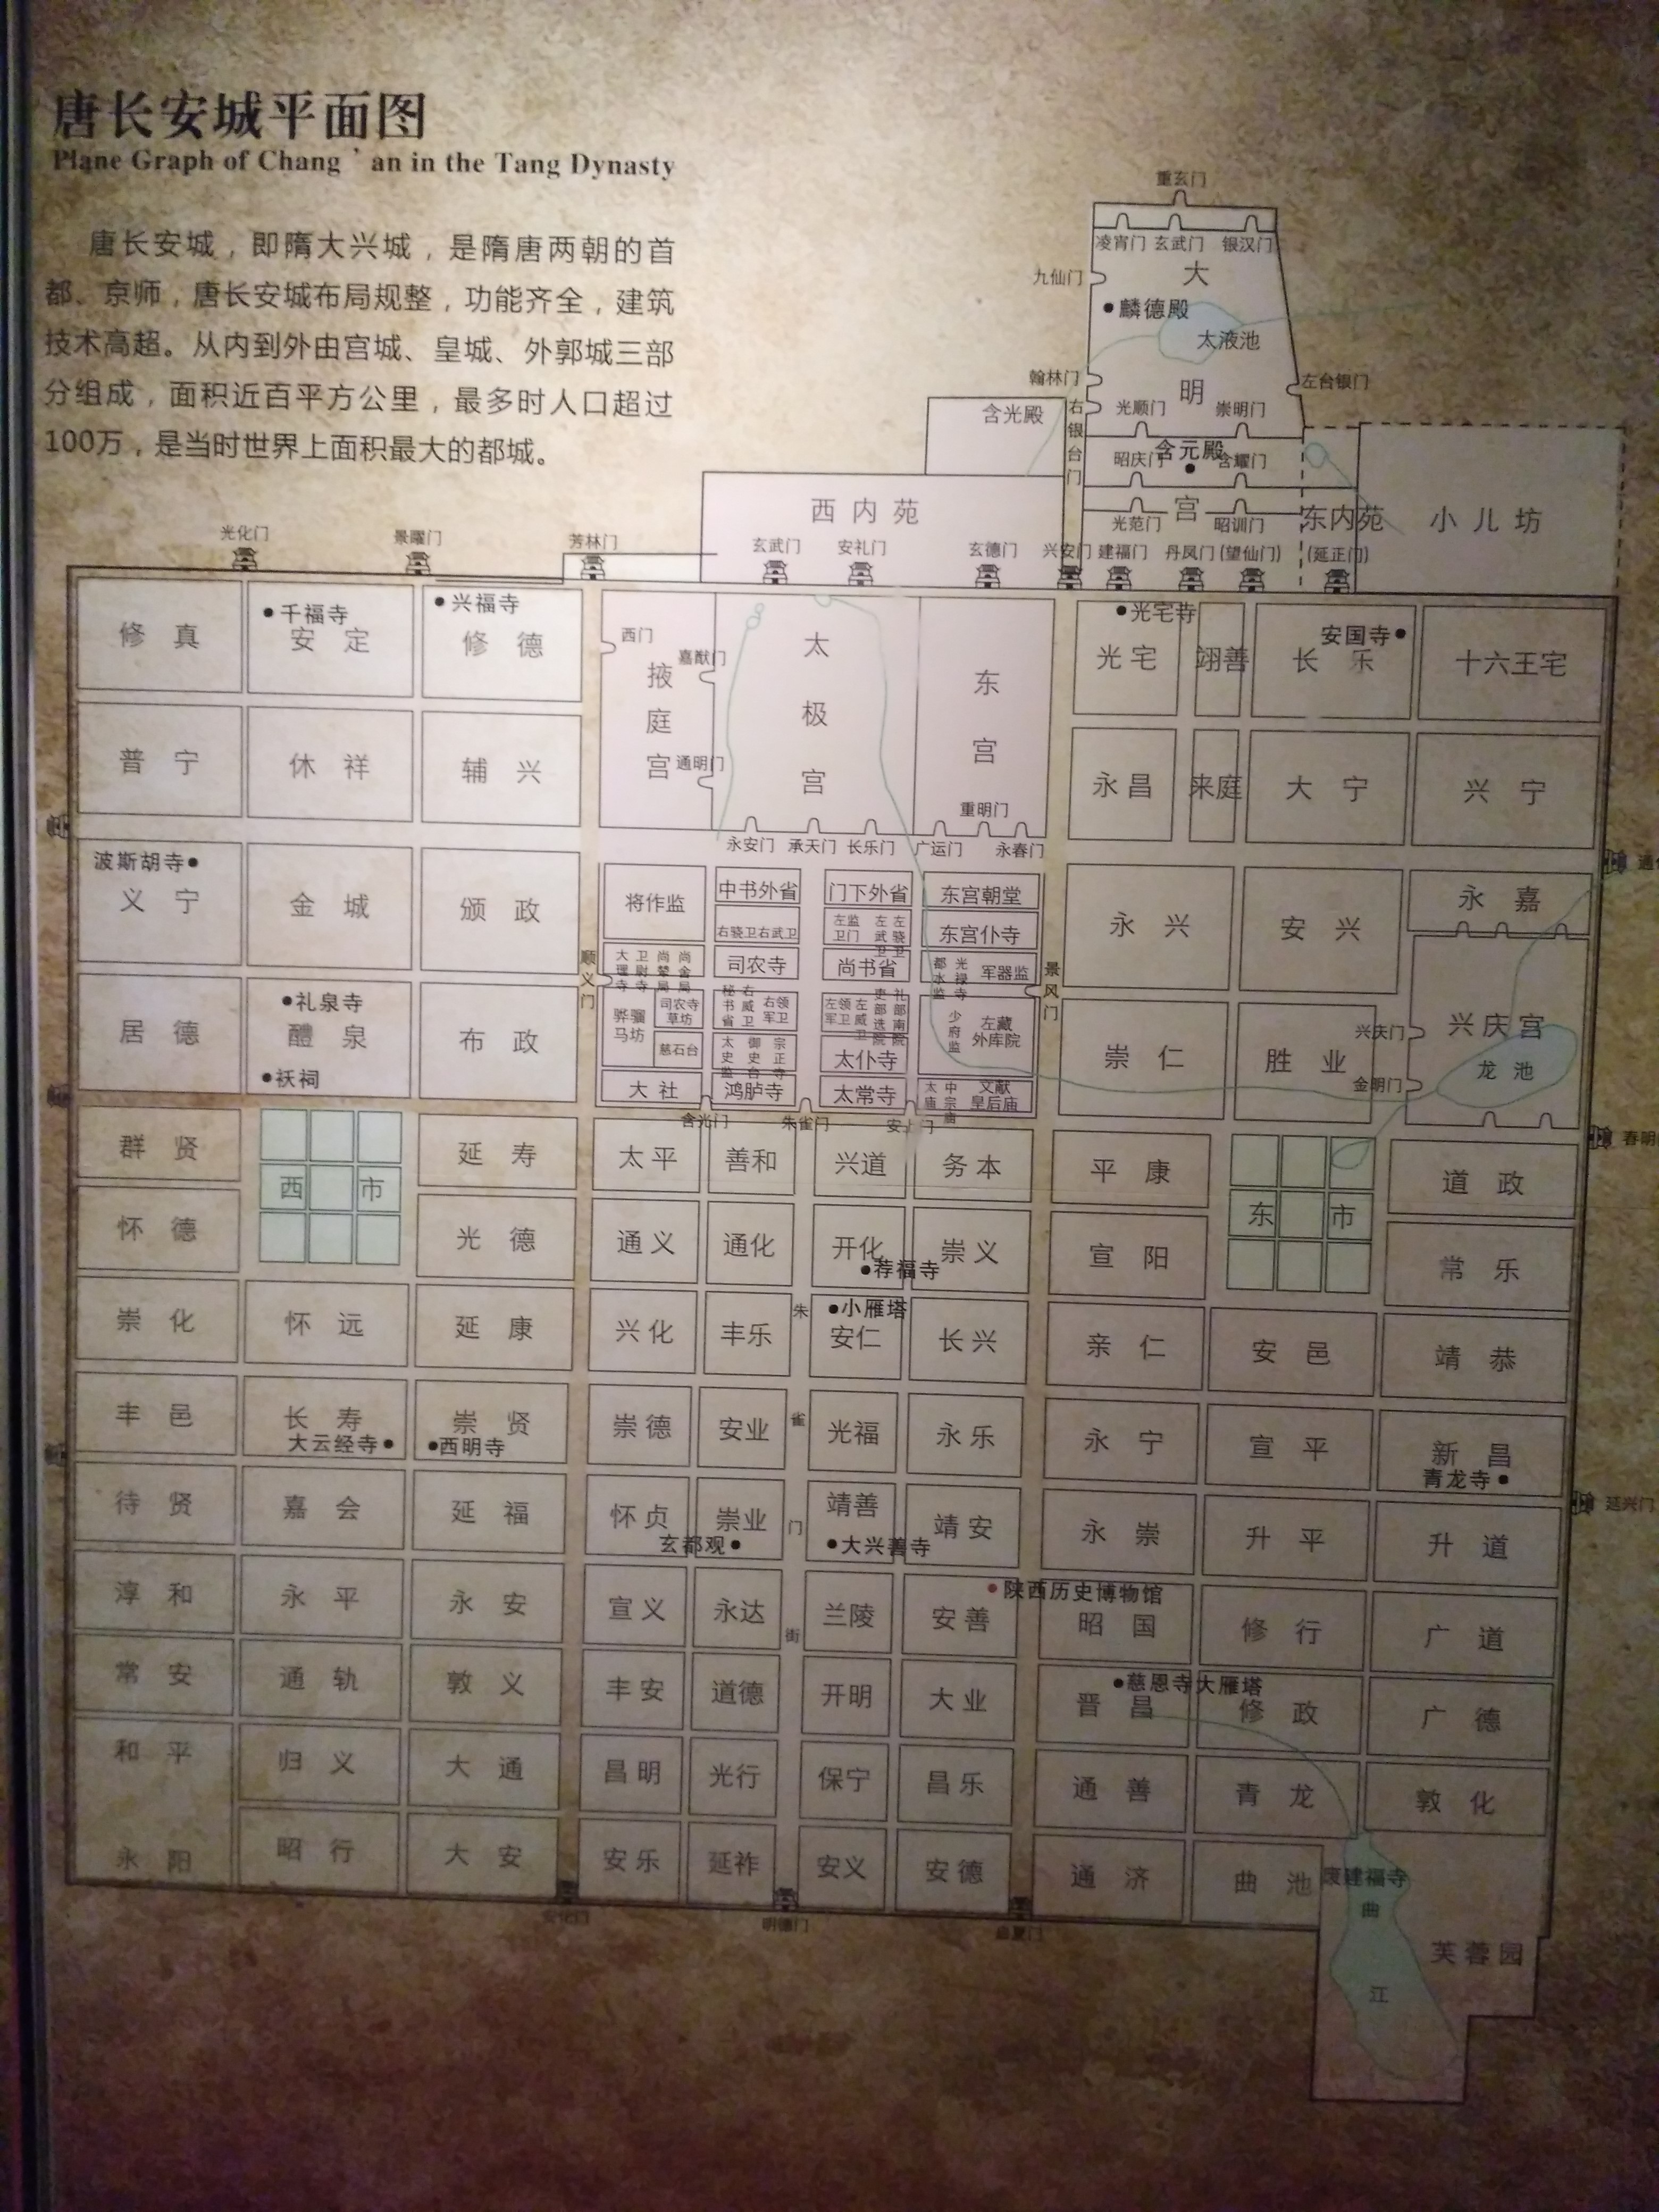 唐长安城平面图
Plane Graph of Chang'an in the Tang Dynasty
唐长安城，即隋大兴城，是隋唐两朝的首
都、京师，唐长安城布局规整，功能齐全，建筑
技术高超。从内到外由宫城、皇城、外郭城三部
分组成，面积近百平方公里，最多时人口超过
100万，是当时世界上面积最大的都城。
重玄门
凌宵门 玄武门 银汉门
九仙门
大
麟德殿
太液池
翰林门
明
左台银门
光顺门 崇明门
含光殿
右银台门
含元殿
昭庆门 含耀门
西内苑
宫
光范门 昭训门
东内苑 小儿坊
光化门 景曜门 芳林门
玄武门 安礼门 玄德门 兴安门 建福门 丹凤门 (望仙门) (延正门)
千福寺 兴福寺 光宅寺
安国寺
修真 安定 修德
西门
嘉猷门
掖庭宫
通明门
太极宫
东宫
重明门
光宅 翊善 长乐 十六王宅
普宁 休祥 辅兴
永昌 来庭 大宁 兴宁
永安门 承天门 长乐门 广运门 永春门
波斯胡寺
义宁 金城 颁政
将作监 中书外省 门下外省 东宫朝堂
右骁卫右武卫
左监卫门 左武卫 左骁卫
东宫仆寺
大理寺 卫尉寺 尚辇局 尚舍局
司农寺 尚书省
都水监 光禄寺 军器监
顺义门
景风门
永兴 安兴 永嘉
骅骝马坊
司农寺草坊
秘书省 右威卫 右领军卫
左领军卫 左威卫 吏部选院 礼部南院
少府监
左藏外库院
慈石台
太史监 御史台 宗正寺
太仆寺
大社 鸿胪寺 太常寺
太庙 中宗庙
文献皇后庙
礼泉寺
居德 醴泉 布政
祆祠
崇仁 胜业
兴庆门
兴庆宫
龙池
金明门
含光门 朱雀门 安上门
群贤 延寿 太平 善和 兴道 务本 平康 道政
春明
西市
东市
怀德 光德 通义 通化 开化 崇义 宣阳 常乐
荐福寺
小雁塔
朱雀门街
崇化 怀远 延康 兴化 丰乐 安仁 长兴 亲仁 安邑 靖恭
丰邑 长寿 崇贤 崇德 安业 光福 永乐 永宁 宣平 新昌
大云经寺 西明寺 青龙寺
待贤 嘉会 延福 怀贞 崇业 靖善 靖安 永崇 升平 升道
延兴门
玄都观 大兴善寺
陕西历史博物馆
淳和 永平 永安 宣义 永达 兰陵 安善 昭国 修行 广道
常安 通轨 敦义 丰安 道德 开明 大业 晋昌 修政 广德
慈恩寺大雁塔
和平 归义 大通 昌明 光行 保宁 昌乐 通善 青龙 敦化
永阳 昭行 大安 安乐 延祚 安义 安德 通济 曲池
废建福寺
安化门 明德门
曲江
芙蓉园